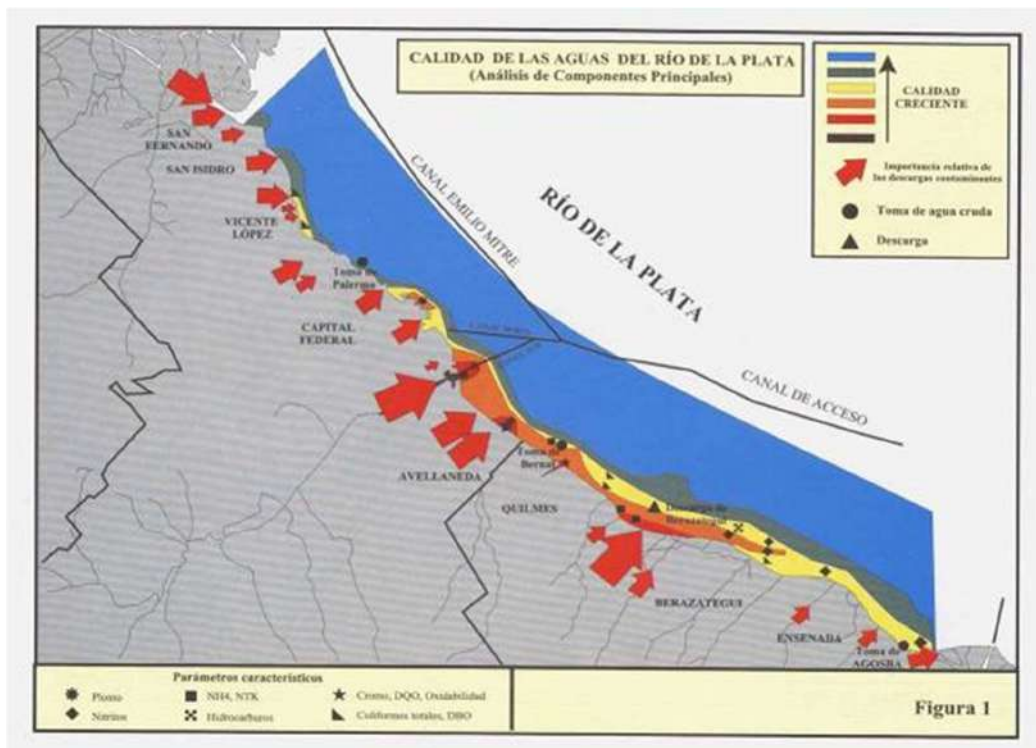 CALIDAD DE LAS AGUAS DEL RÍO DE LA PLATA
(Análisis de Componentes Principales)
CALIDAD
CRECIENTE
Importancia relativa de
las descargas contaminantes
Toma de agua cruda
Descarga
SAN
FERNANDO
SAN ISIDRO
VICENTE
LÓPEZ
CANAL EMILIO MITRE
RÍO DE LA PLATA
Toma de
Palermo
CAPITAL
FEDERAL
CANAL DE ACCESO
AVELLANEDA
Toma de
Bernal
QUILMES
Descarga de
Berazategui
BERAZATEGUI
ENSENADA
Toma de
AGOSBA
Parámetros característicos
Plomo
NH4, NTK
Cromo, DQO, Oxidabilidad
Nitritos
Hidrocarburos
Coliformes totales, DBO
Figura 1